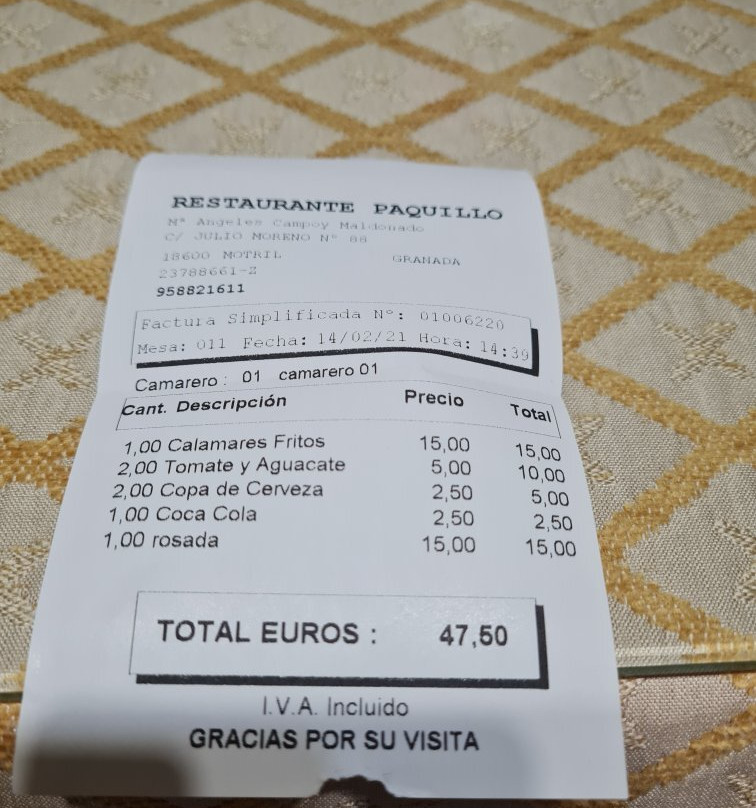 RESTAURANTE PAQUILLO
Mª Angeles Campoy Maldonado
C/ JULIO MORENO Nº 86
18600 MOTRIL GRANADA
23788661-Z
958821611
Factura Simplificada Nº: 01006220
Mesa: 011 Fecha: 14/02/21 Hora: 14:39
Camarero : 01 camarero 01
Cant. Descripción Precio Total
1,00 Calamares Fritos 15,00 15,00
2,00 Tomate y Aguacate 5,00 10,00
2,00 Copa de Cerveza 2,50 5,00
1,00 Coca Cola 2,50 2,50
1,00 rosada 15,00 15,00
TOTAL EUROS : 47,50
I.V.A. Incluido
GRACIAS POR SU VISITA